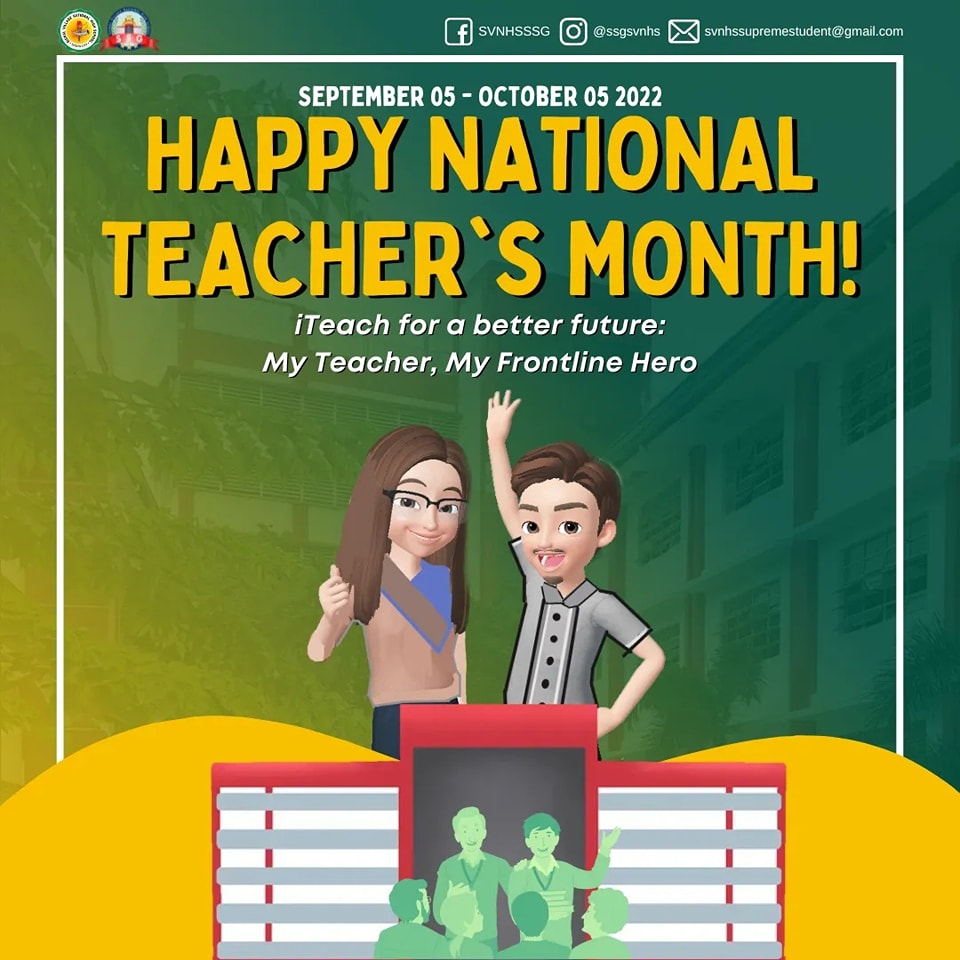 SVNHSSSG @ssgsvnhs svnhssupremestudent@gmail.com
SEPTEMBER 05 - OCTOBER 05 2022
HAPPY NATIONAL
TEACHER`S MONTH!
iTeach for a better future:
My Teacher, My Frontline Hero